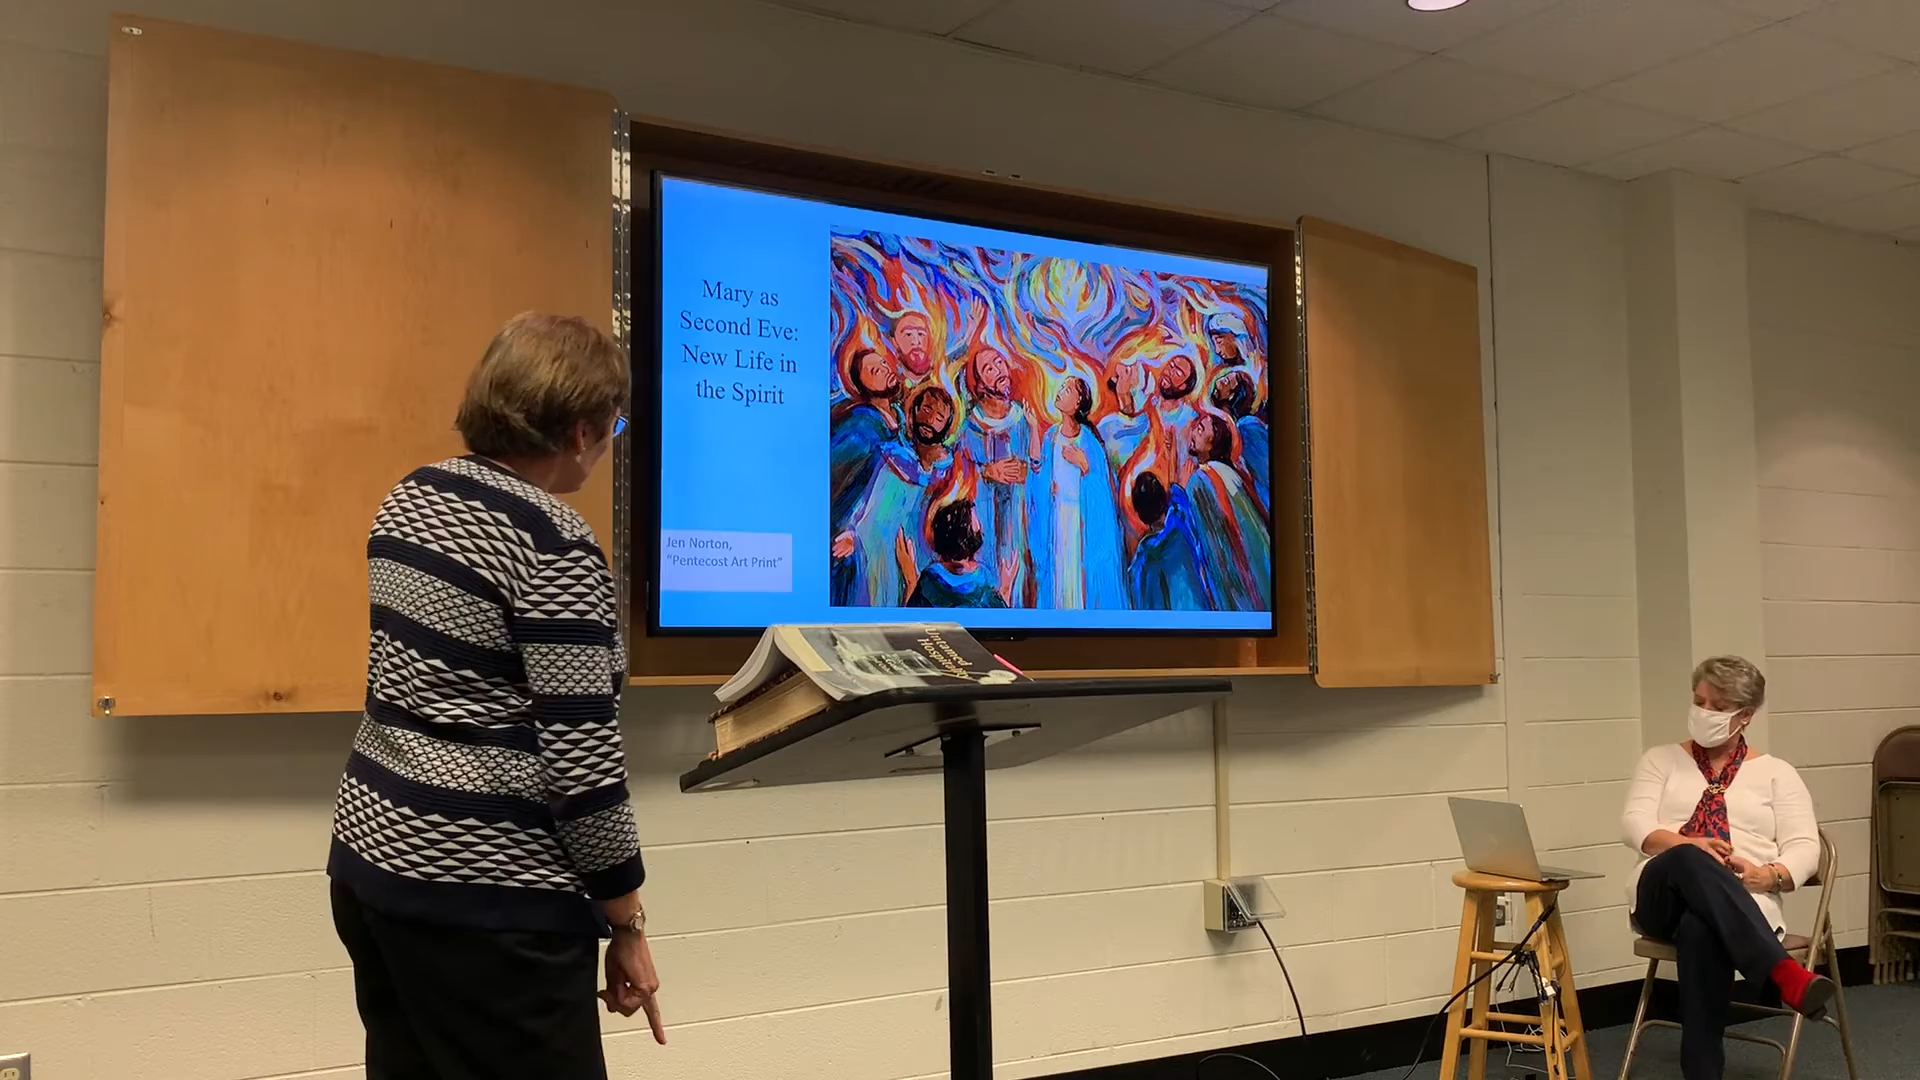 Mary as
Second Eve:
New Life in
the Spirit
Jen Norton,
"Pentecost Art Print"
Untamed
Hospitality